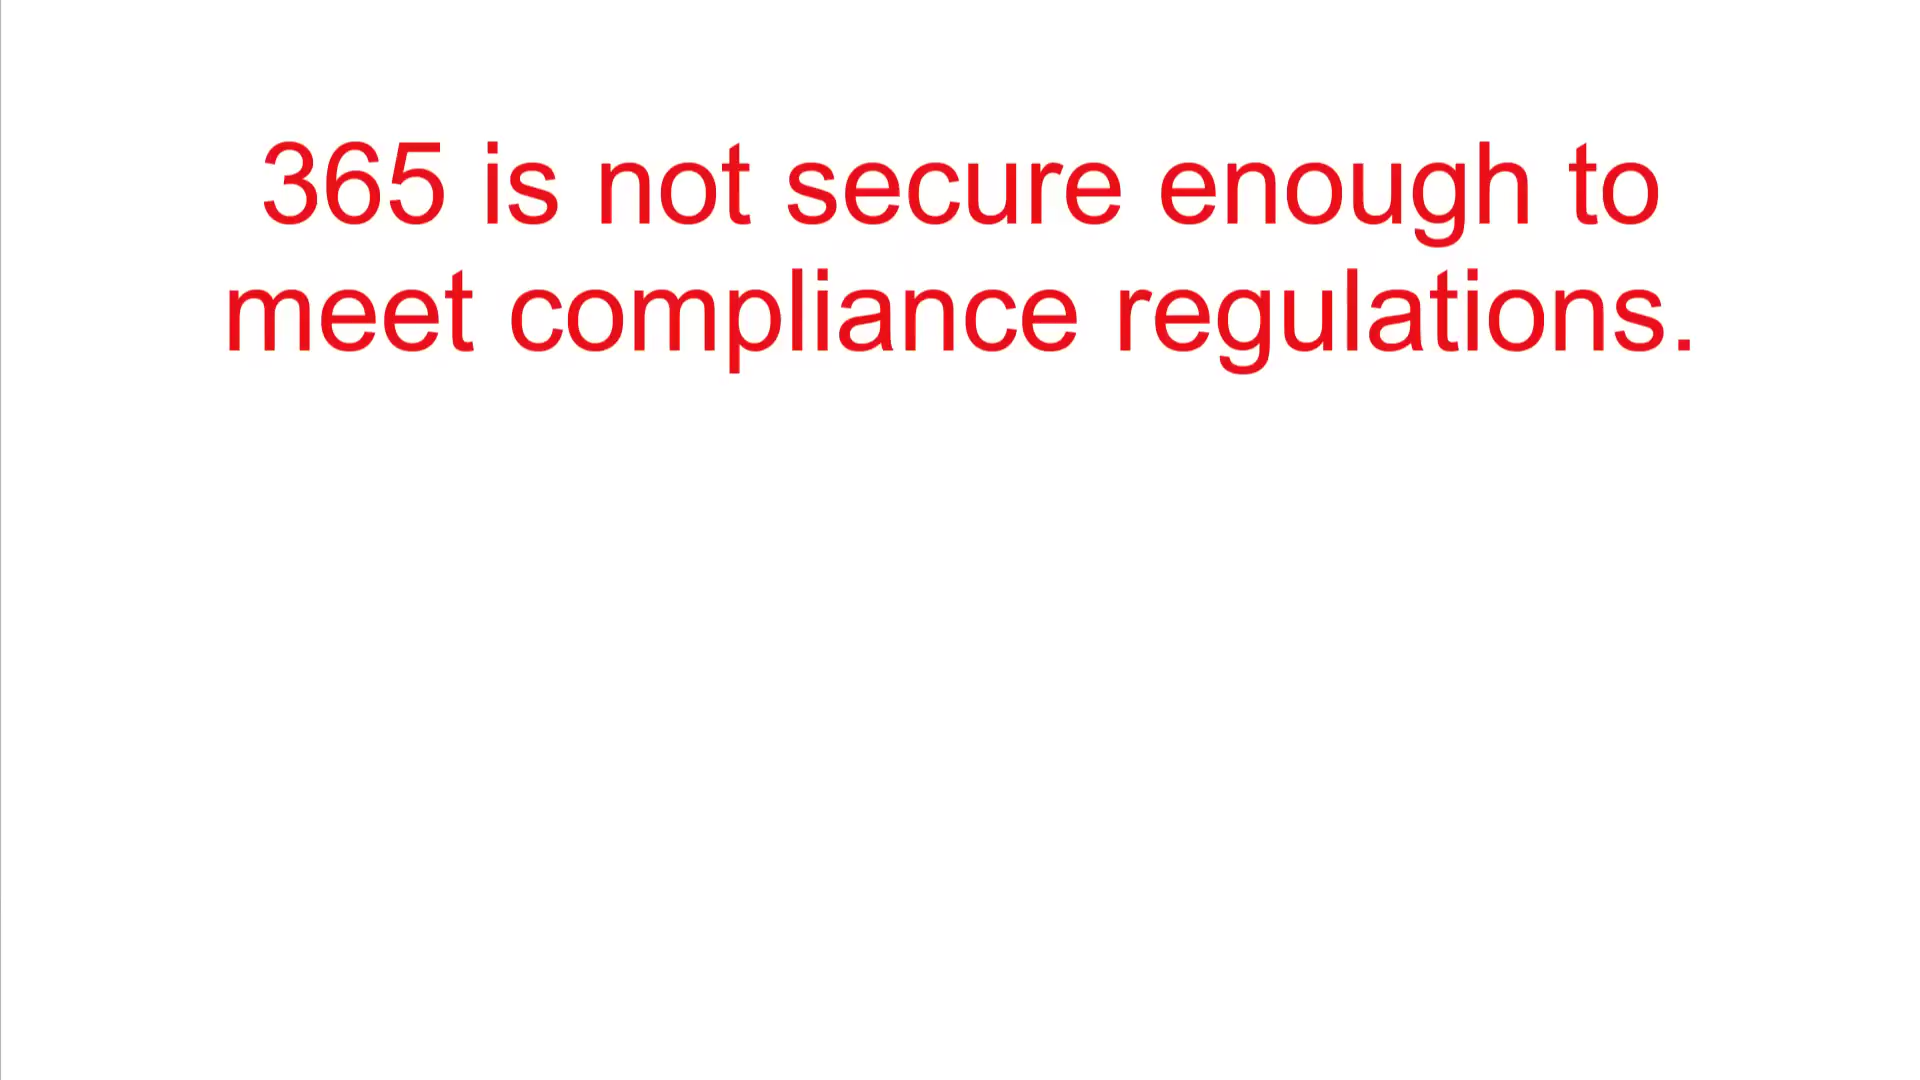 365 is not secure enough to
meet compliance regulations.